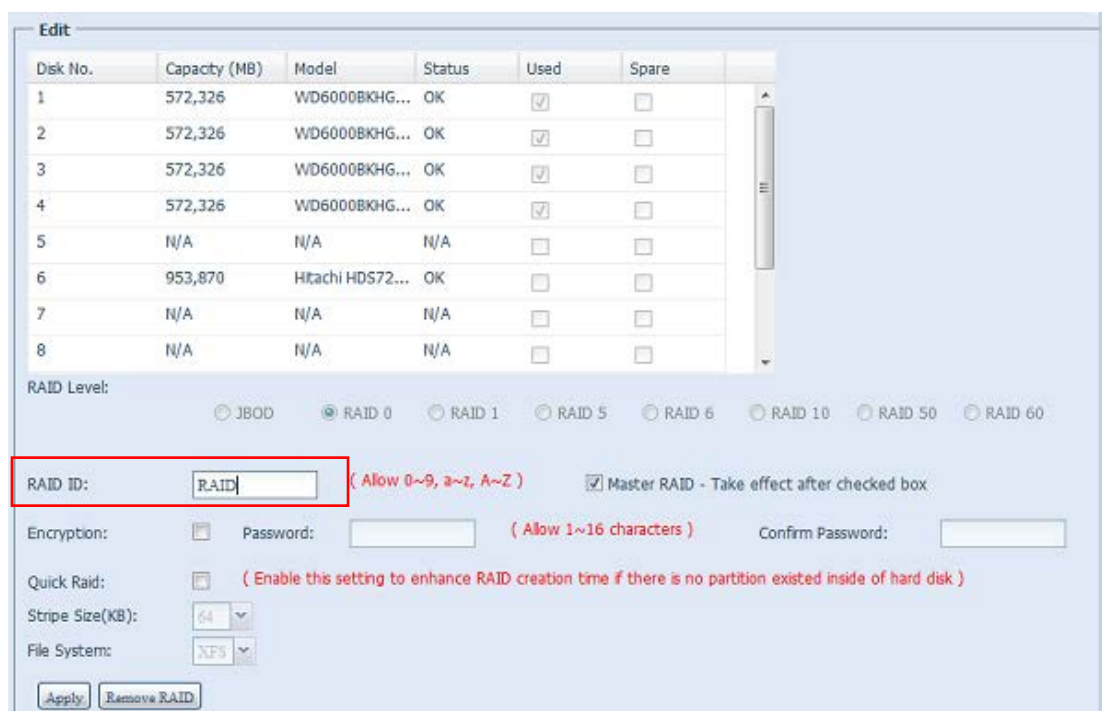 Edit
Disk No. Capacity (MB) Model Status Used Spare
1 572,326 WD6000BKHG... OK
2 572,326 WD6000BKHG... OK
3 572,326 WD6000BKHG... OK
4 572,326 WD6000BKHG... OK
5 N/A N/A N/A
6 953,870 Hitachi HDS72... OK
7 N/A N/A N/A
8 N/A N/A N/A
RAID Level:
JBOD RAID 0 RAID 1 RAID 5 RAID 6 RAID 10 RAID 50 RAID 60
RAID ID: RAID ( Allow 0~9, a~z, A~Z ) Master RAID - Take effect after checked box
Encryption: Password: ( Allow 1~16 characters ) Confirm Password:
Quick Raid: ( Enable this setting to enhance RAID creation time if there is no partition existed inside of hard disk )
Stripe Size(KB): 64
File System: XFS
Apply Remove RAID